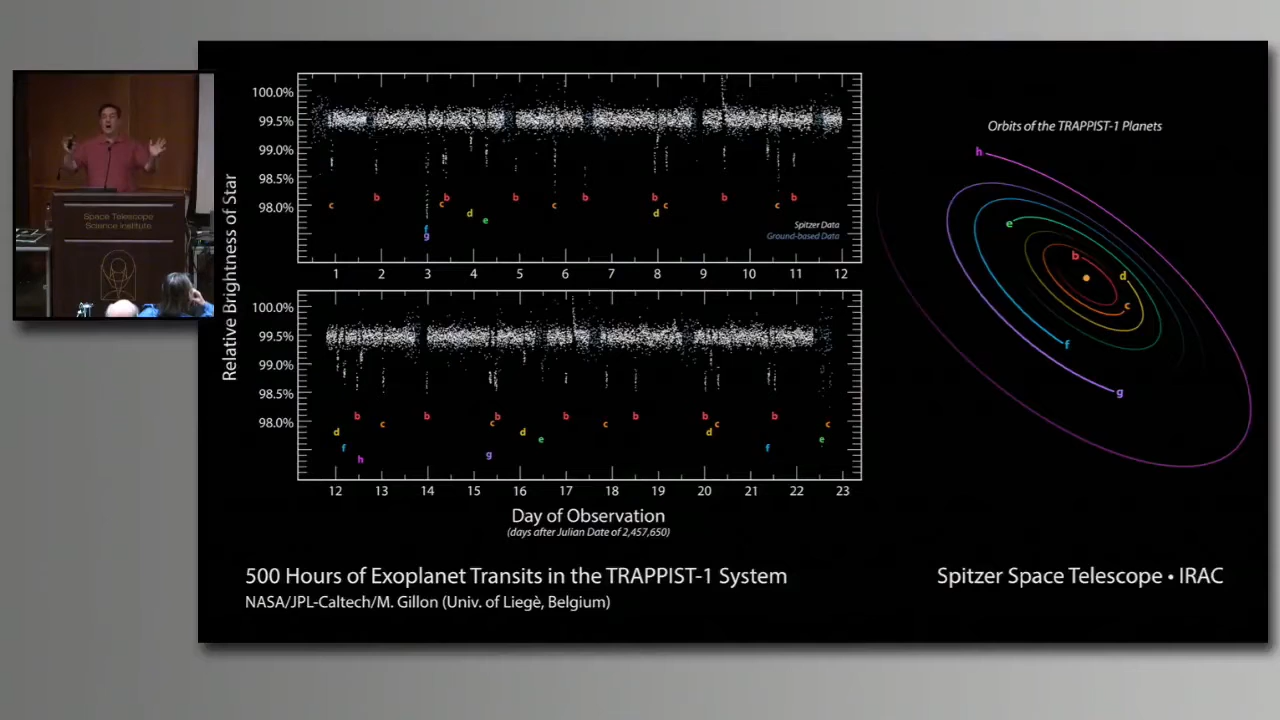 Space Telescope
Science Institute
Relative Brightness of Star
100.0%
99.5%
99.0%
98.5%
98.0%
c
b
f
g
c
b
d
e
b
c
b
b
d
c
b
c
b
Spitzer Data
Ground-based Data
1 2 3 4 5 6 7 8 9 10 11 12
100.0%
99.5%
99.0%
98.5%
98.0%
d
f
b
h
c
b
g
c
b
d
e
b
c
b
b
d
c
f
b
e
c
12 13 14 15 16 17 18 19 20 21 22 23
Day of Observation
(days after Julian Date of 2,457,650)
Orbits of the TRAPPIST-1 Planets
h
e
b
d
c
f
g
500 Hours of Exoplanet Transits in the TRAPPIST-1 System
NASA/JPL-Caltech/M. Gillon (Univ. of Liegè, Belgium)
Spitzer Space Telescope • IRAC